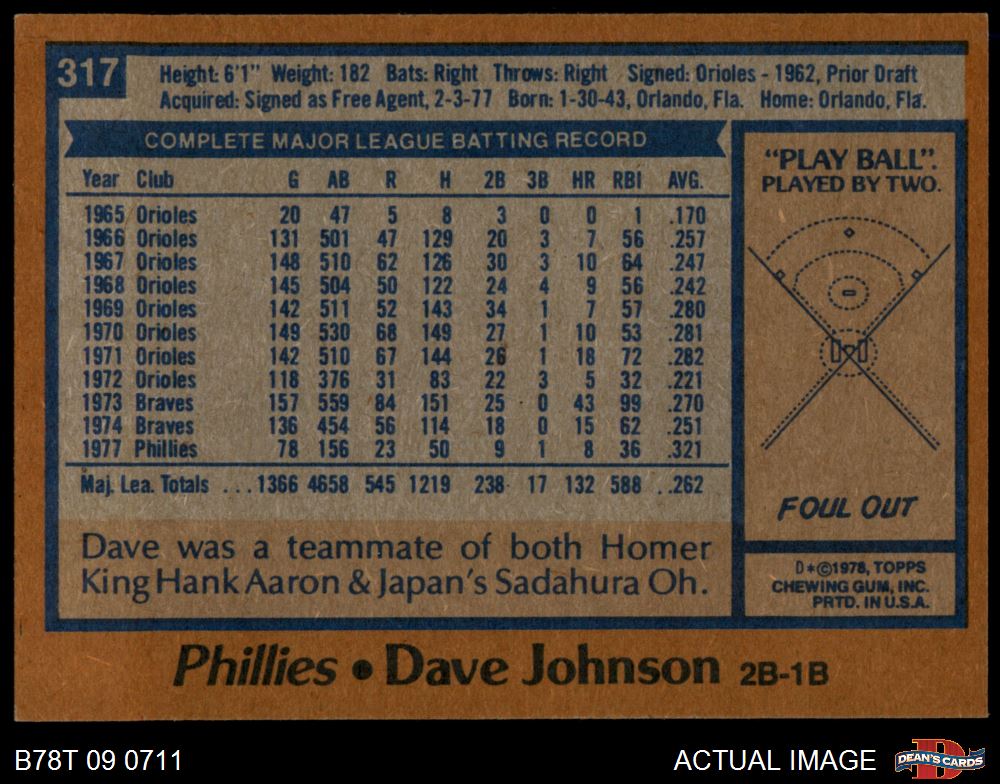 317
Height: 6'1" Weight: 182 Bats: Right Throws: Right Signed: Orioles - 1962, Prior Draft
Acquired: Signed as Free Agent, 2-3-77 Born: 1-30-43, Orlando, Fla. Home: Orlando, Fla.
COMPLETE MAJOR LEAGUE BATTING RECORD
Year Club G AB R H 2B 3B HR RBI AVG.
1965 Orioles 20 47 5 8 3 0 0 1 .170
1966 Orioles 131 501 47 129 20 3 7 56 .257
1967 Orioles 148 510 62 126 30 3 10 64 .247
1968 Orioles 145 504 50 122 24 4 9 56 .242
1969 Orioles 142 511 52 143 34 1 7 57 .280
1970 Orioles 149 530 68 149 27 1 10 53 .281
1971 Orioles 142 510 67 144 26 1 18 72 .282
1972 Orioles 118 376 31 83 22 3 5 32 .221
1973 Braves 157 559 84 151 25 0 43 99 .270
1974 Braves 136 454 56 114 18 0 15 62 .251
1977 Phillies 78 156 23 50 9 1 8 36 .321
Maj. Lea. Totals ... 1366 4658 545 1219 238 17 132 588 . .262
Dave was a teammate of both Homer
King Hank Aaron & Japan's Sadahura Oh.
"PLAY BALL".
PLAYED BY TWO.
FOUL OUT
D*©1978, TOPPS
CHEWING GUM, INC.
PRTD. IN U.S.A.
Phillies • Dave Johnson 2B-1B
B78T 09 0711
ACTUAL IMAGE
D
DEAN'S CARDS